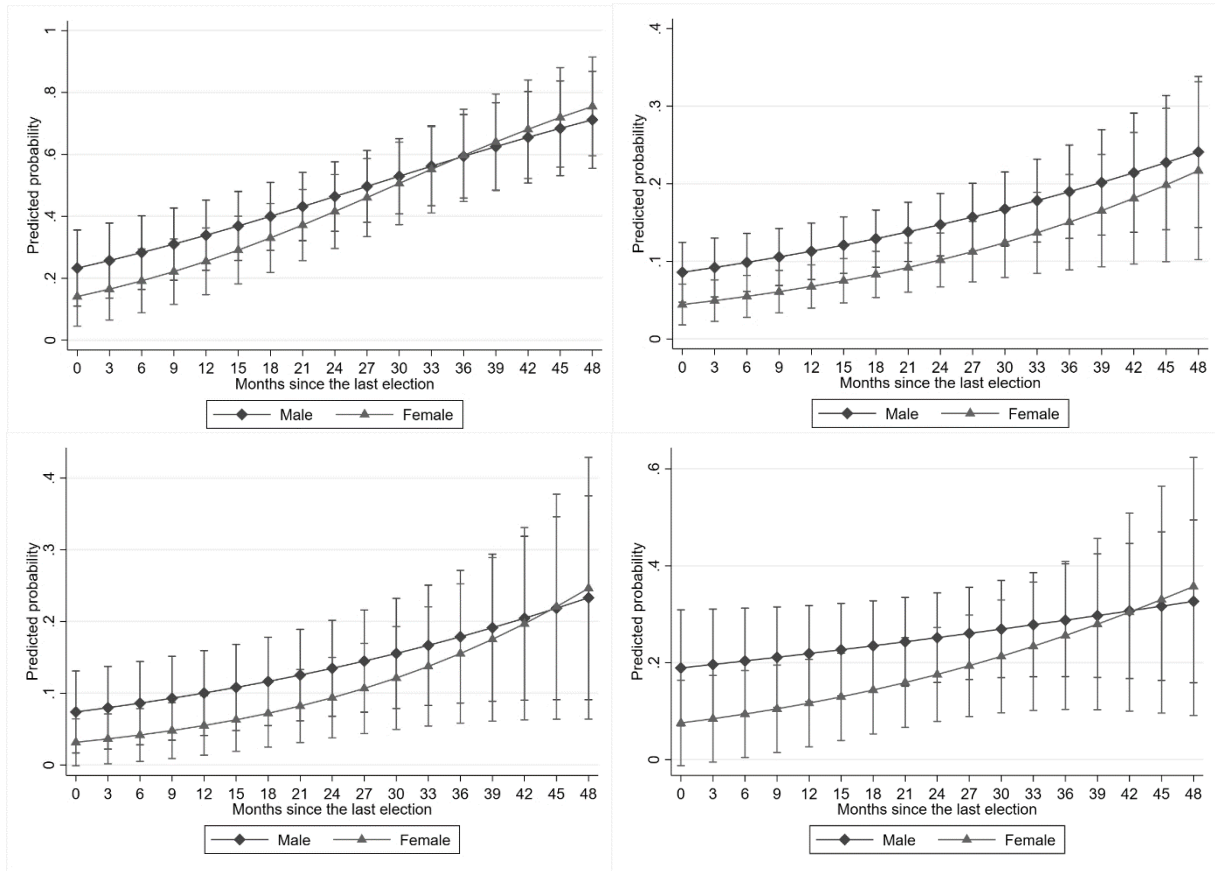 Predicted probability
1
.8
.6
.4
.2
0
0 3 6 9 12 15 18 21 24 27 30 33 36 39 42 45 48
Months since the last election
Male Female
Predicted probability
.4
.3
.2
.1
0
0 3 6 9 12 15 18 21 24 27 30 33 36 39 42 45 48
Months since the last election
Male Female
Predicted probability
.4
.3
.2
.1
0
0 3 6 9 12 15 18 21 24 27 30 33 36 39 42 45 48
Months since the last election
Male Female
Predicted probability
.6
.4
.2
0
0 3 6 9 12 15 18 21 24 27 30 33 36 39 42 45 48
Months since the last election
Male Female